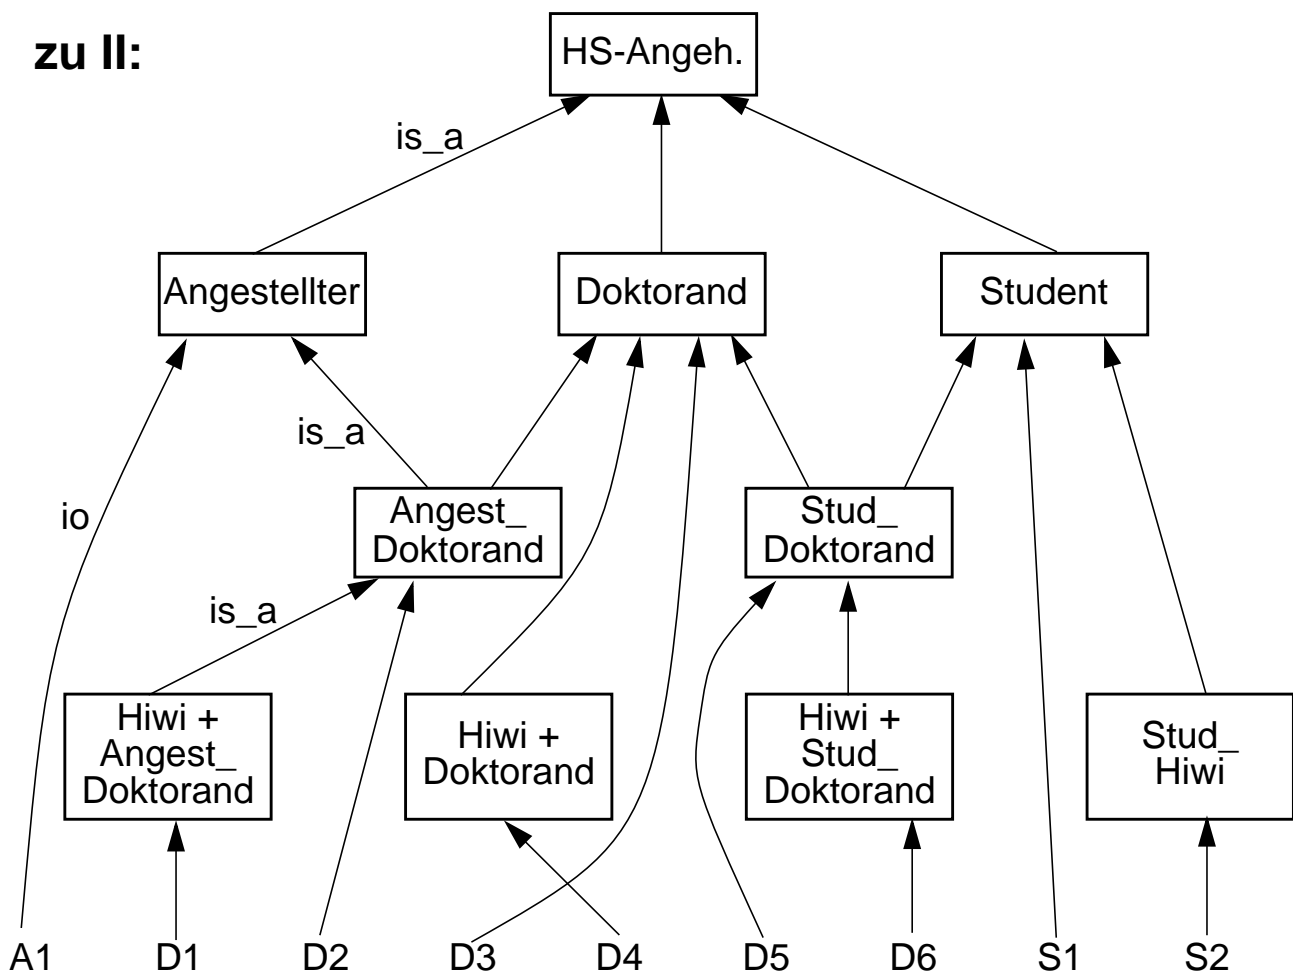 zu II:
HS-Angeh.
is_a
Angestellter
Doktorand
Student
is_a
io
Angest_
Doktorand
Stud_
Doktorand
is_a
Hiwi +
Angest_
Doktorand
Hiwi +
Doktorand
Hiwi +
Stud_
Doktorand
Stud_
Hiwi
A1 D1 D2 D3 D4 D5 D6 S1 S2